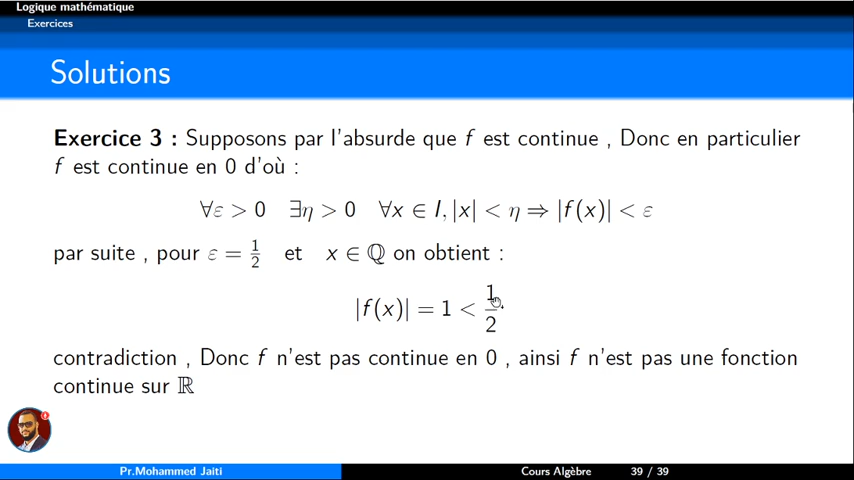 Logique mathématique
Exercices
Solutions
Exercice 3 : Supposons par l'absurde que f est continue , Donc en particulier
f est continue en 0 d'où :
∀ε > 0 ∃η > 0 ∀x ∈ I, |x| < η ⇒ |f(x)| < ε
par suite , pour ε = 1/2 et x ∈ ℚ on obtient :
|f(x)| = 1 < 1/2.
contradiction , Donc f n'est pas continue en 0 , ainsi f n'est pas une fonction
continue sur ℝ
Pr.Mohammed Jaiti Cours Algèbre 39 / 39